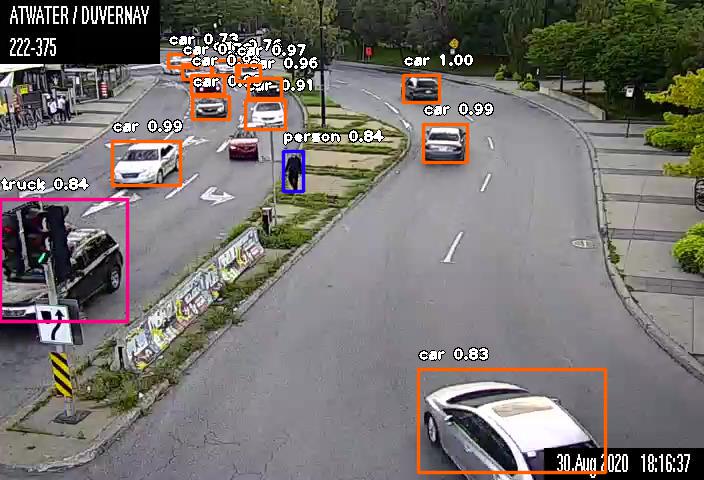 ATWATER / DUVERNAY
222-375
car 0.73
car 0.97
car 0.96
car 1.00
car 0.99
car 0.99
person 0.84
truck 0.84
car 0.83
30.Aug 2020 18:16:37